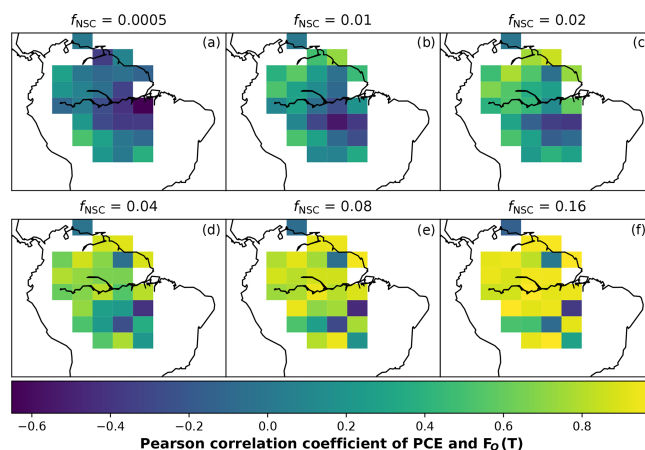 f_NSC = 0.0005 f_NSC = 0.01 f_NSC = 0.02
(a) (b) (c)
f_NSC = 0.04 f_NSC = 0.08 f_NSC = 0.16
(d) (e) (f)
−0.6 −0.4 −0.2 0.0 0.2 0.4 0.6 0.8
Pearson correlation coefficient of PCE and F_Q(T)